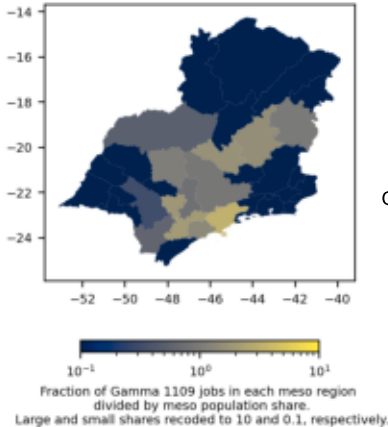 −14
−16
−18
−20
−22
−24
−52 −50 −48 −46 −44 −42 −40
10⁻¹ 10⁰ 10¹
Fraction of Gamma 1109 jobs in each meso region
divided by meso population share.
Large and small shares recoded to 10 and 0.1, respectively.